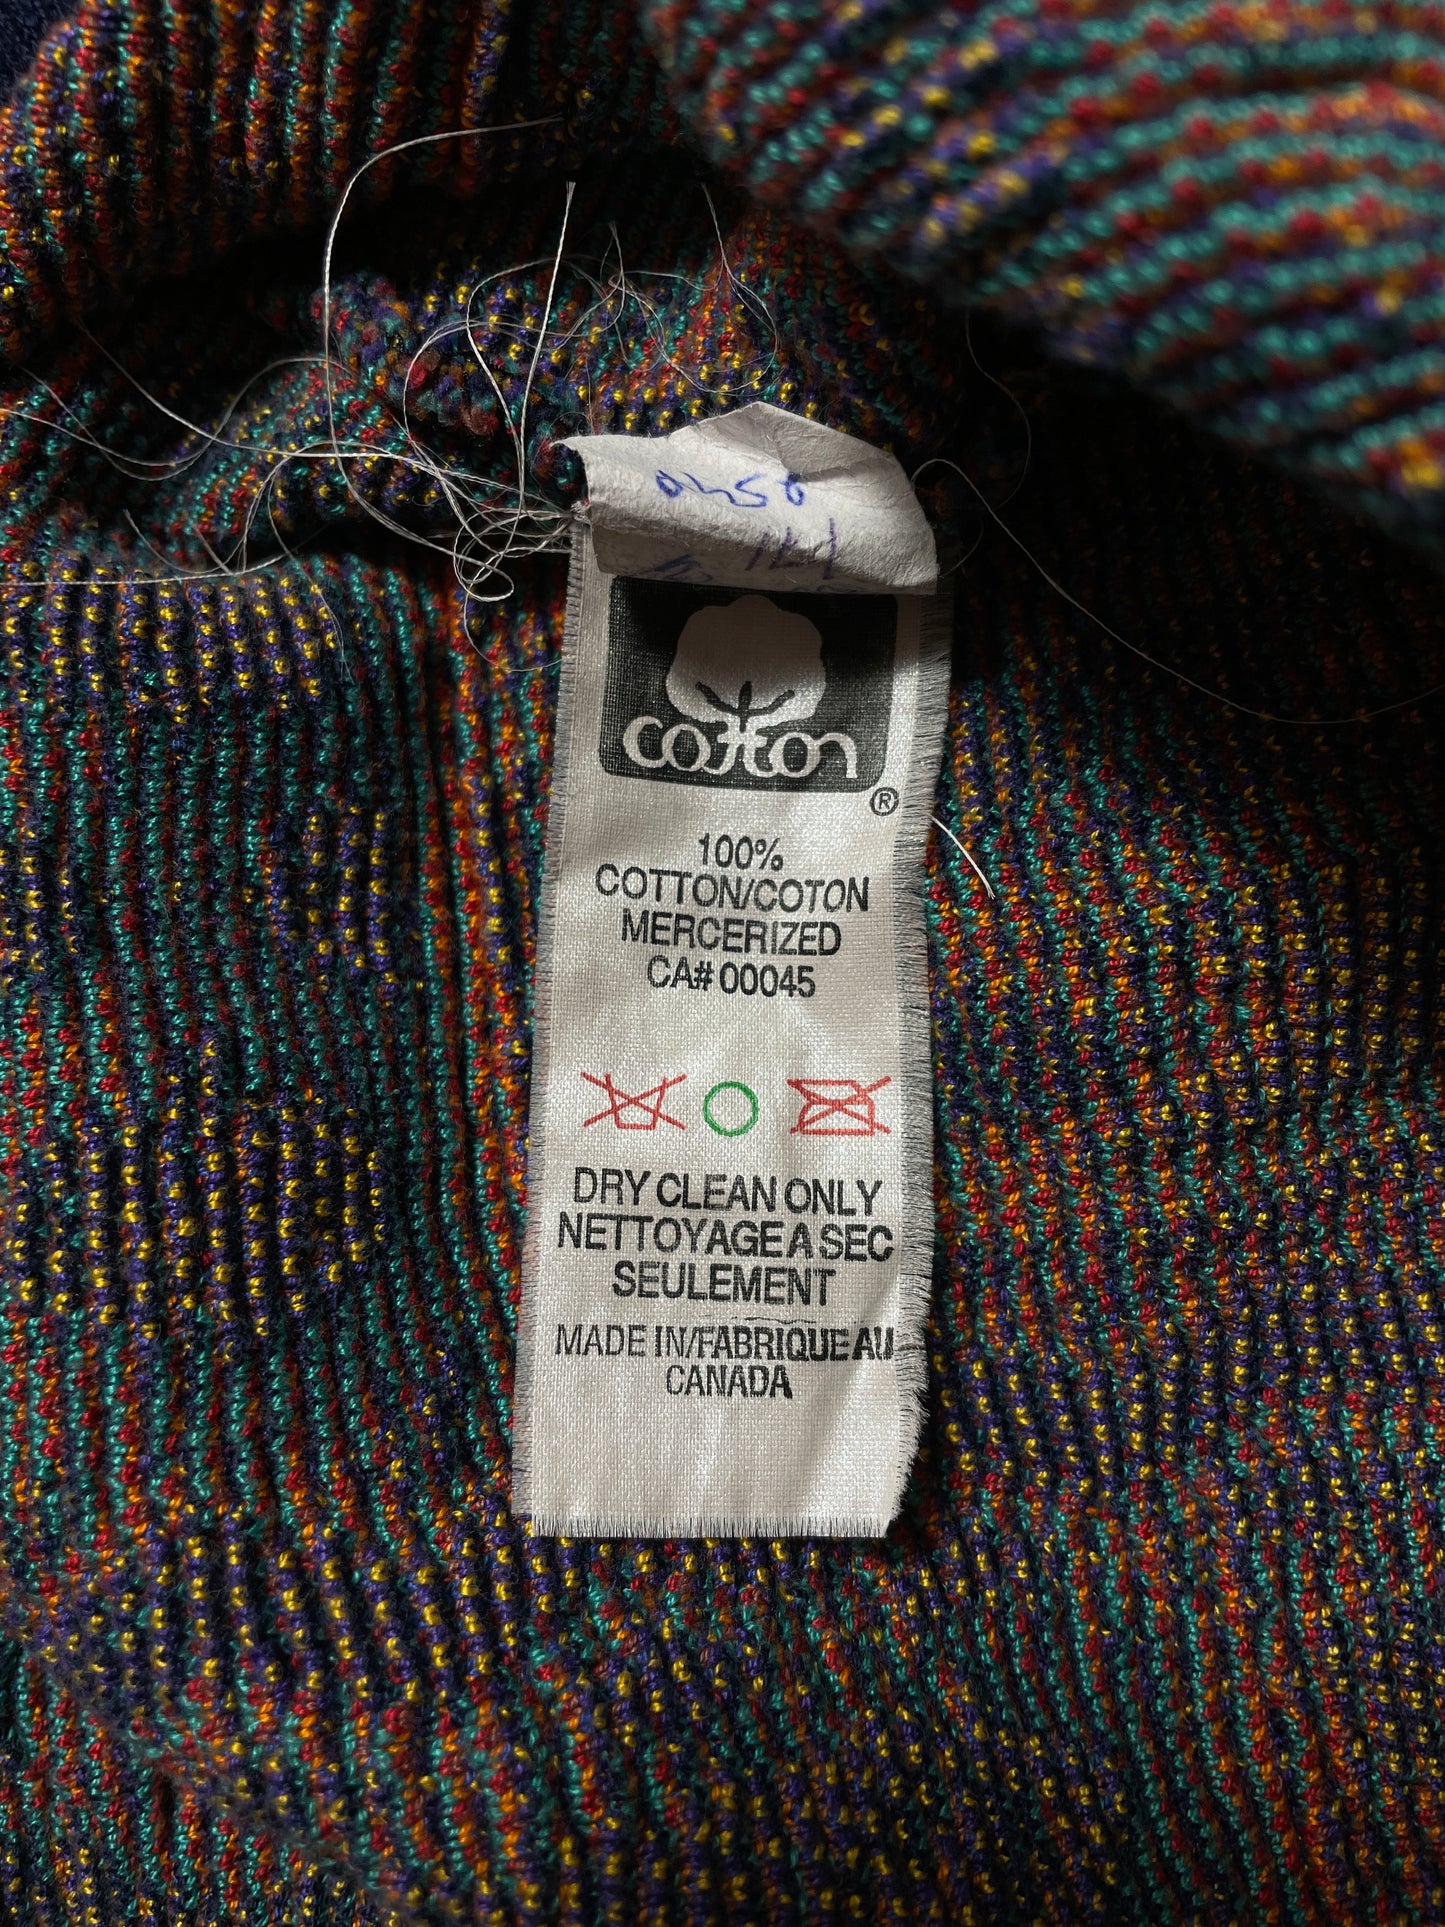 cotton
®
100%
COTTON/COTON
MERCERIZED
CA# 00045
DRY CLEAN ONLY
NETTOYAGE A SEC
SEULEMENT
MADE IN/FABRIQUE AU
CANADA